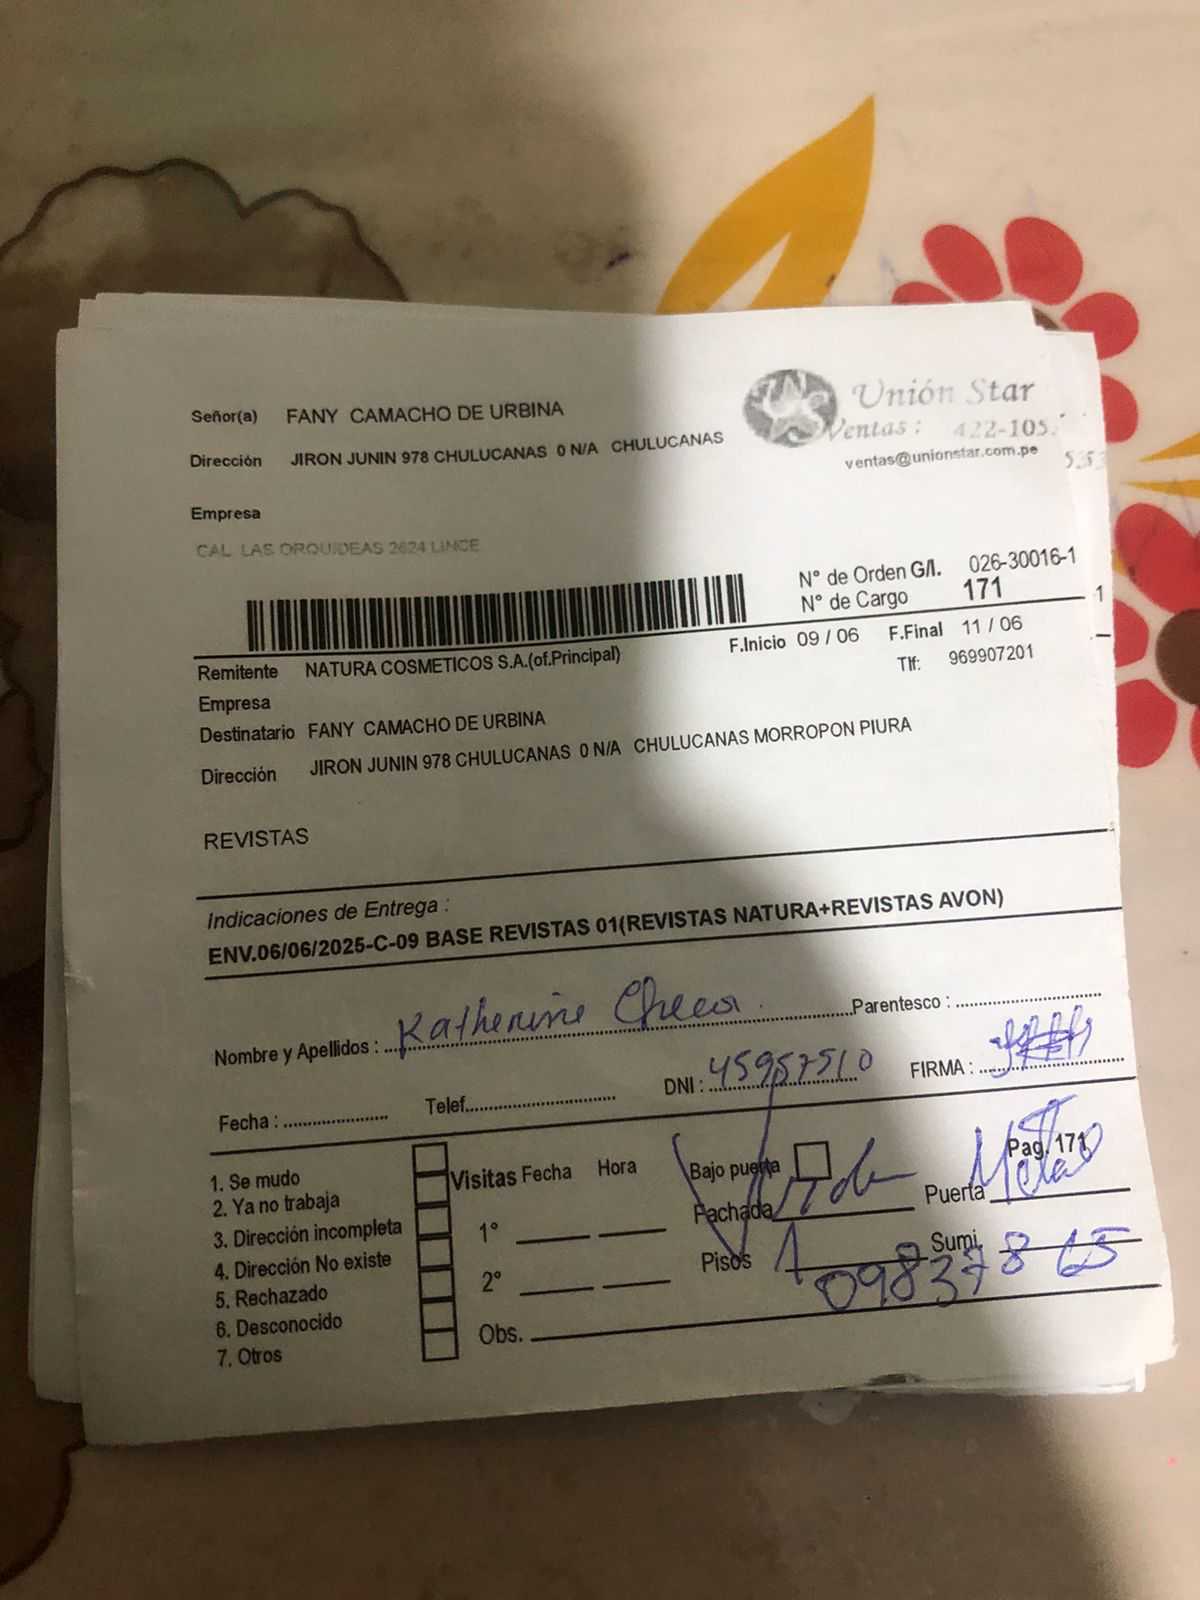 Unión Star
Señor(a) FANY CAMACHO DE URBINA
Ventas : 422-105
Dirección JIRON JUNIN 978 CHULUCANAS 0 N/A CHULUCANAS
ventas@unionstar.com.pe
Empresa
CAL LAS ORQUIDEAS 2624 LINCE
N° de Orden G/I. 026-30016-1
N° de Cargo 171
F.Inicio 09 / 06 F.Final 11 / 06
Remitente NATURA COSMETICOS S.A.(of.Principal)
Tlf: 969907201
Empresa
Destinatario FANY CAMACHO DE URBINA
Dirección JIRON JUNIN 978 CHULUCANAS 0 N/A CHULUCANAS MORROPON PIURA
REVISTAS
Indicaciones de Entrega :
ENV.06/06/2025-C-09 BASE REVISTAS 01(REVISTAS NATURA+REVISTAS AVON)
Nombre y Apellidos : Katherine Checa Parentesco :
Fecha : Telef. DNI : 45957510 FIRMA :
Pag. 171
1. Se mudo
2. Ya no trabaja
3. Dirección incompleta
4. Dirección No existe
5. Rechazado
6. Desconocido
7. Otros
Visitas Fecha Hora
1°
2°
Obs.
Bajo puerta
Fachada Puerta Metal
Pisos 1 Sumi.
09837865